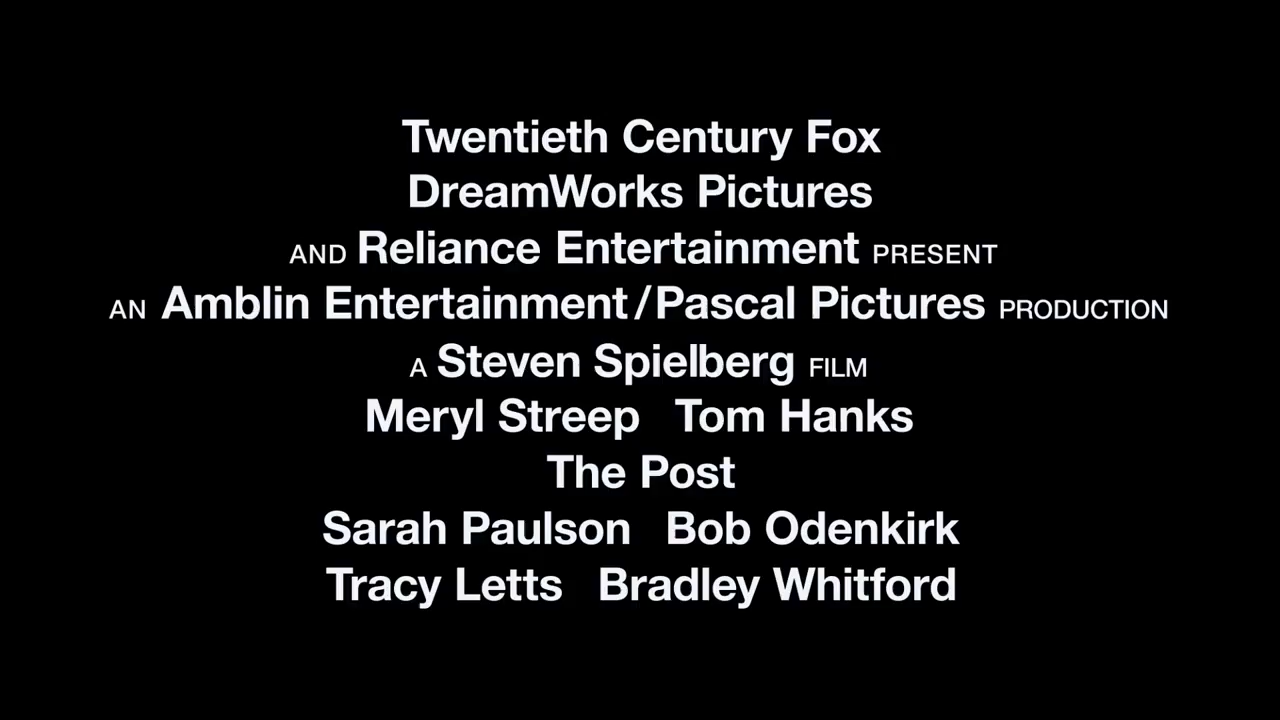 Twentieth Century Fox
DreamWorks Pictures
AND Reliance Entertainment PRESENT
AN Amblin Entertainment/Pascal Pictures PRODUCTION
A Steven Spielberg FILM
Meryl Streep Tom Hanks
The Post
Sarah Paulson Bob Odenkirk
Tracy Letts Bradley Whitford